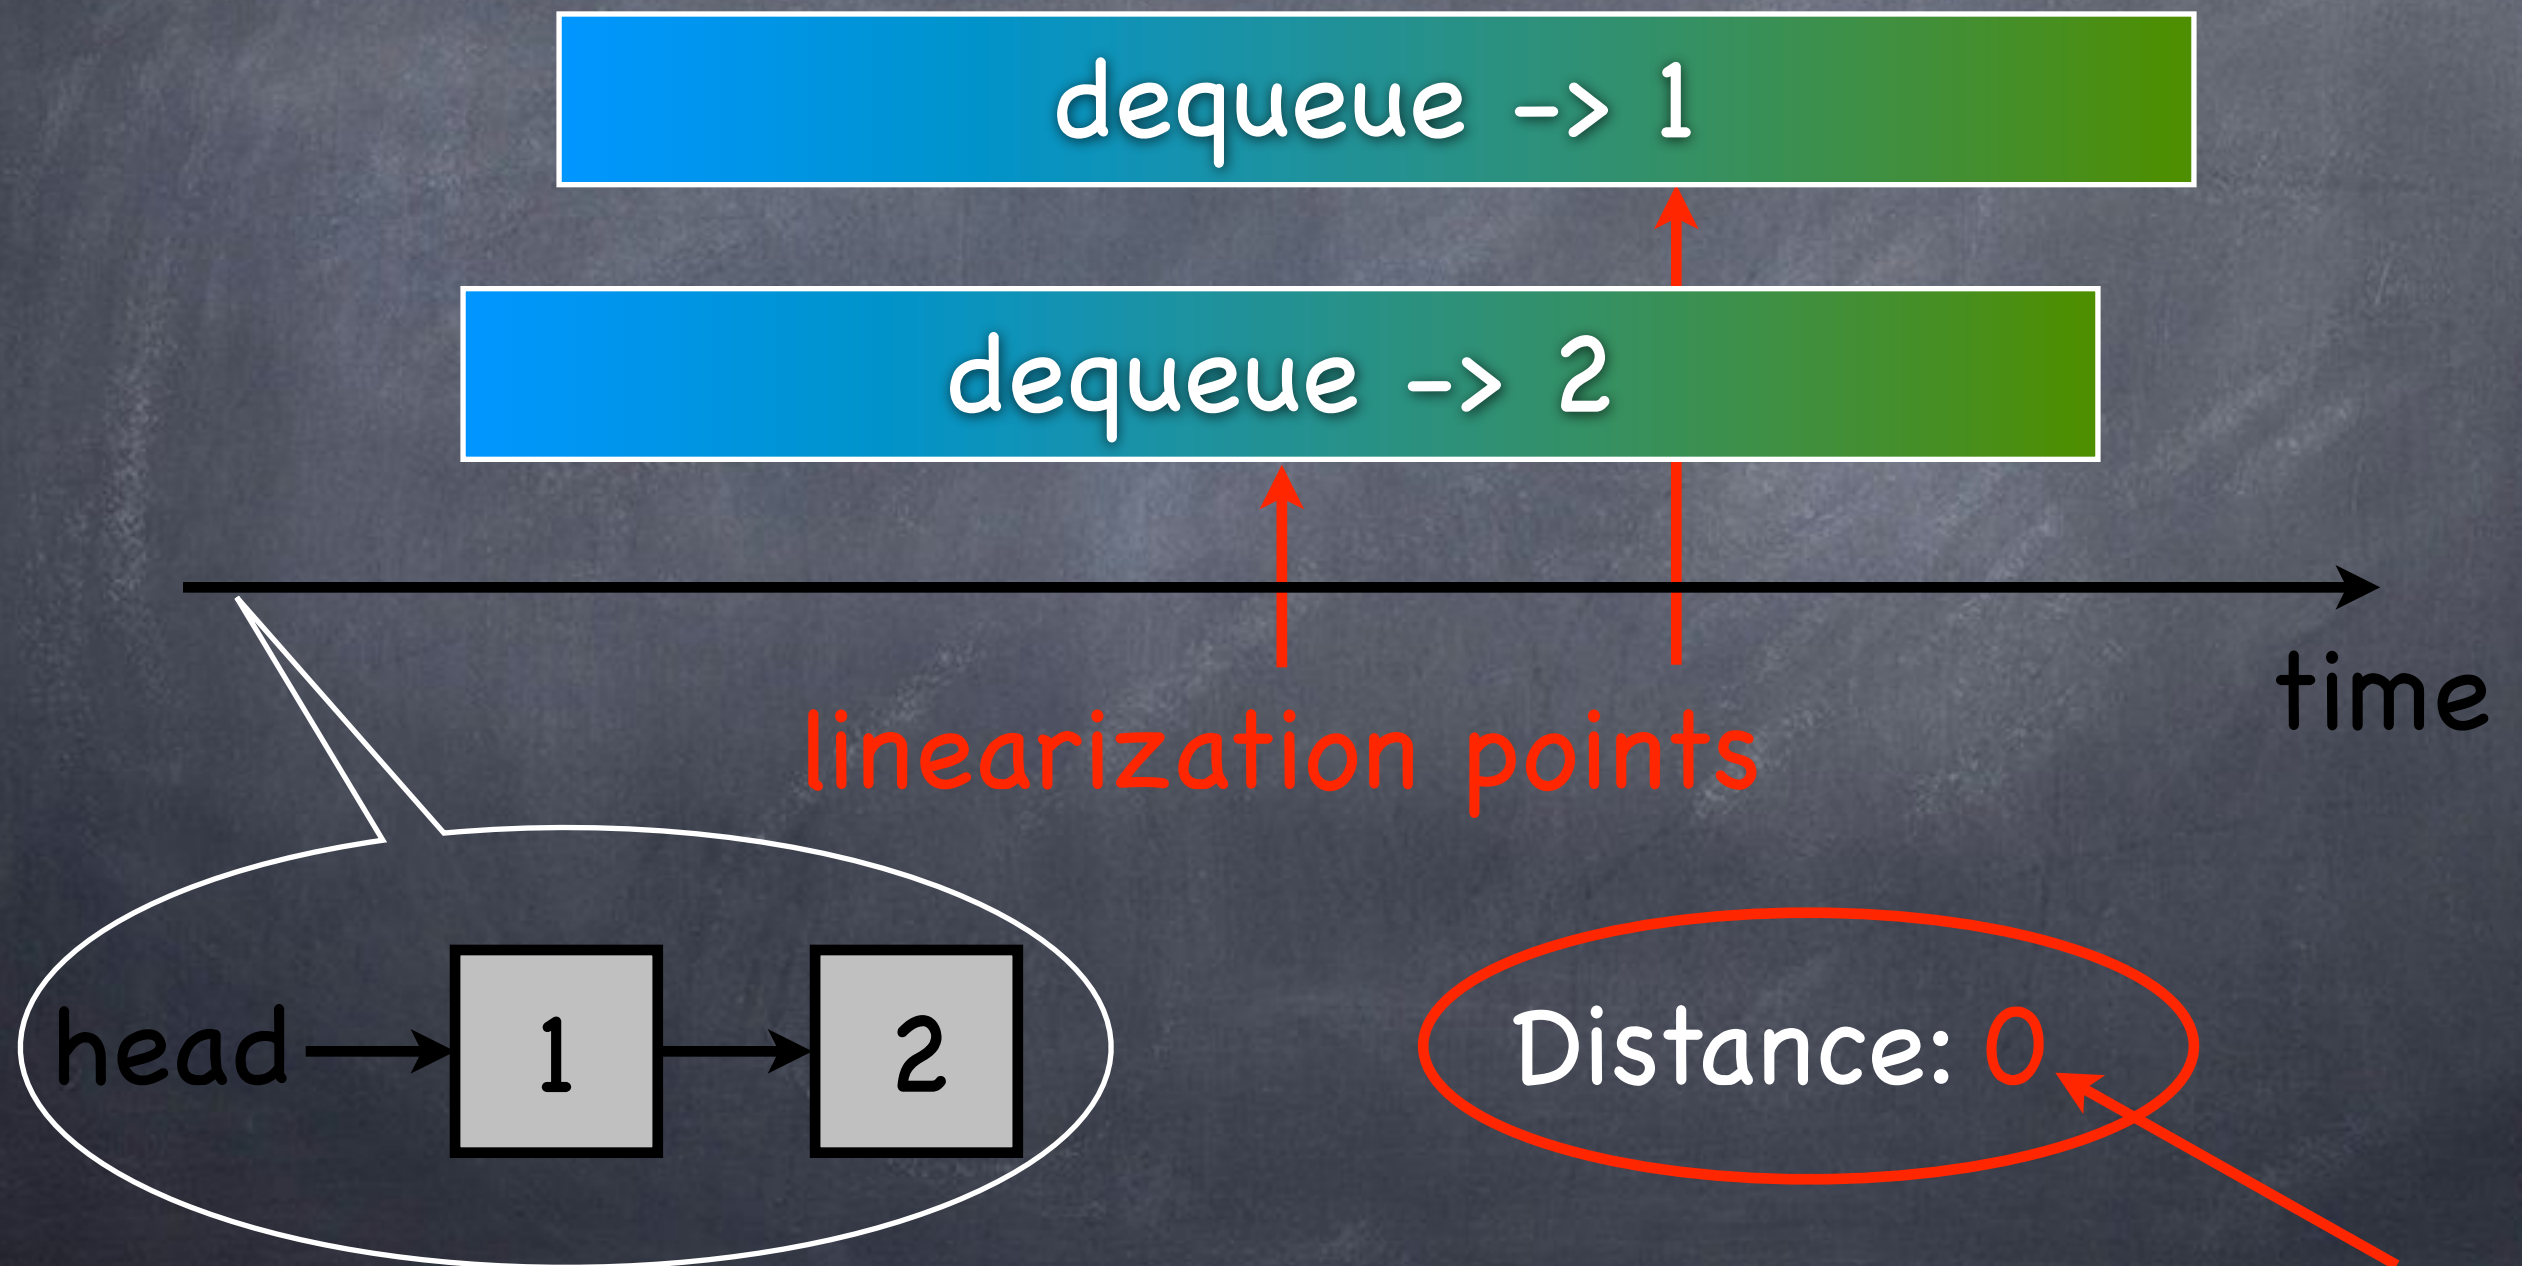 dequeue -> 1
dequeue -> 2
time
linearization points
head
1
2
Distance: 0